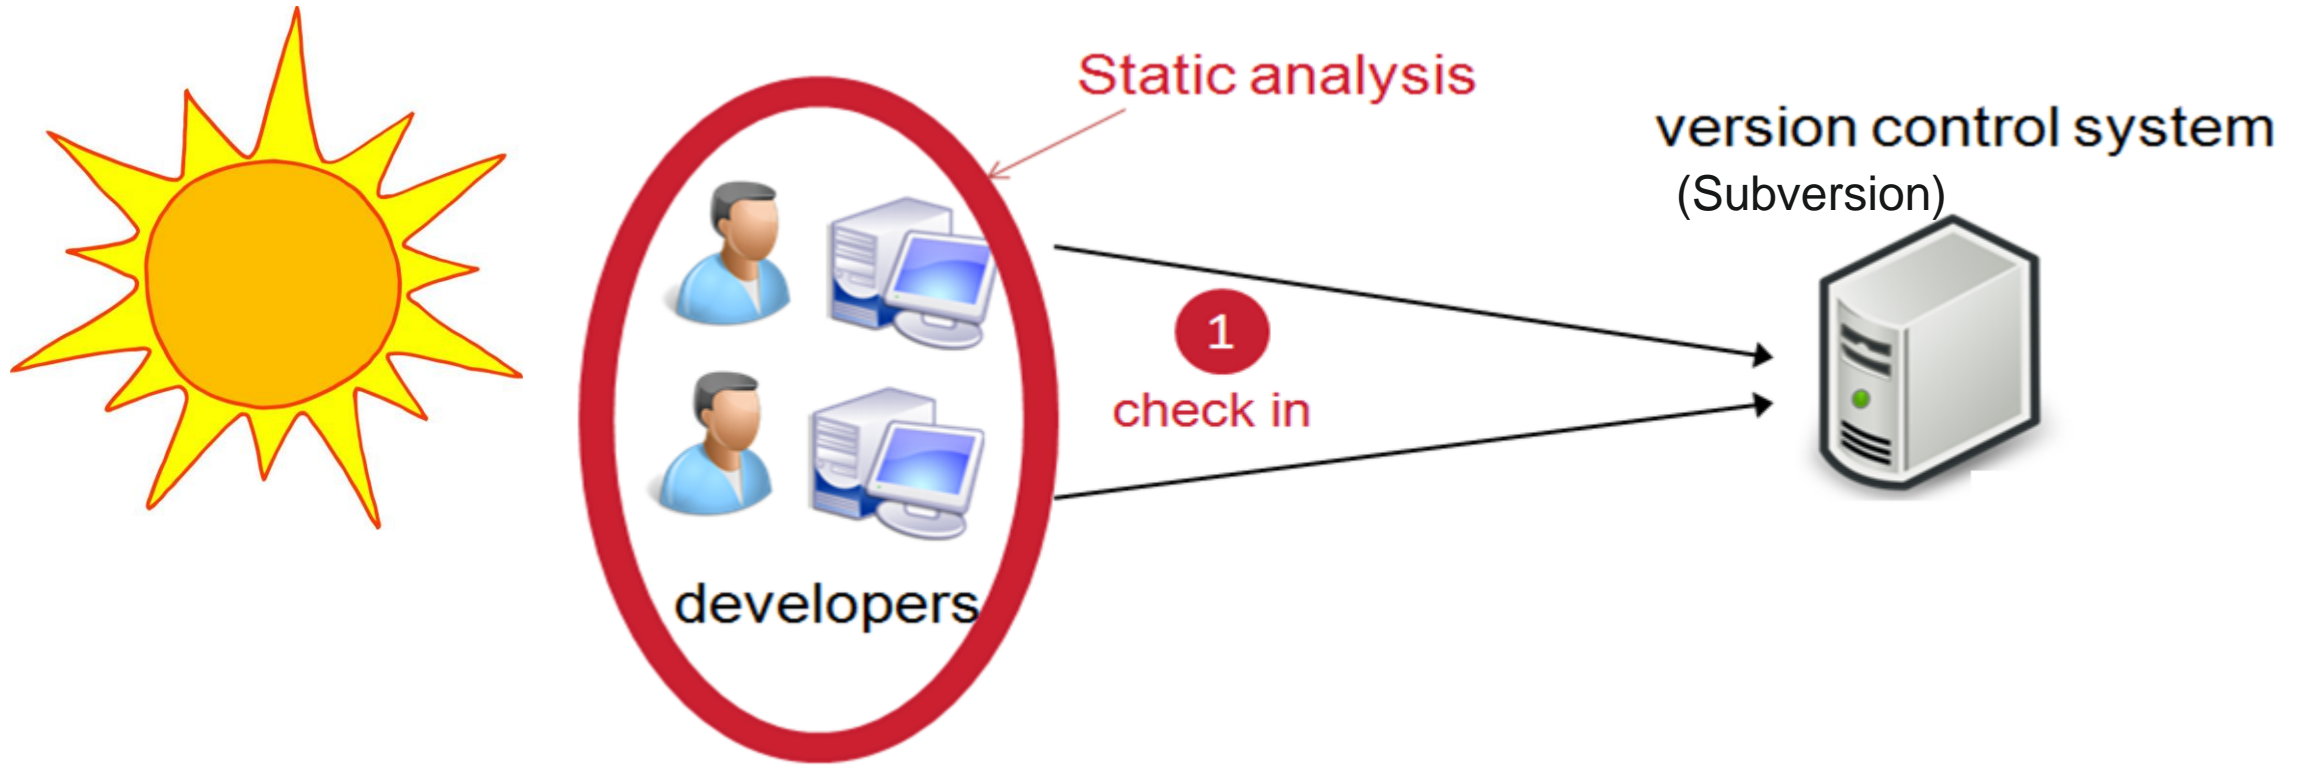 Static analysis
version control system
(Subversion)
1
check in
developers